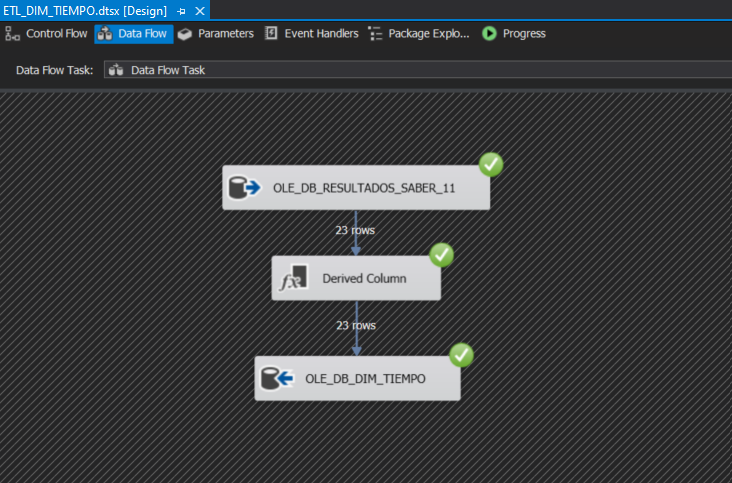 ETL_DIM_TIEMPO.dtsx [Design]
Control Flow Data Flow Parameters Event Handlers Package Explo... Progress
Data Flow Task: Data Flow Task
OLE_DB_RESULTADOS_SABER_11
23 rows
fx Derived Column
23 rows
OLE_DB_DIM_TIEMPO